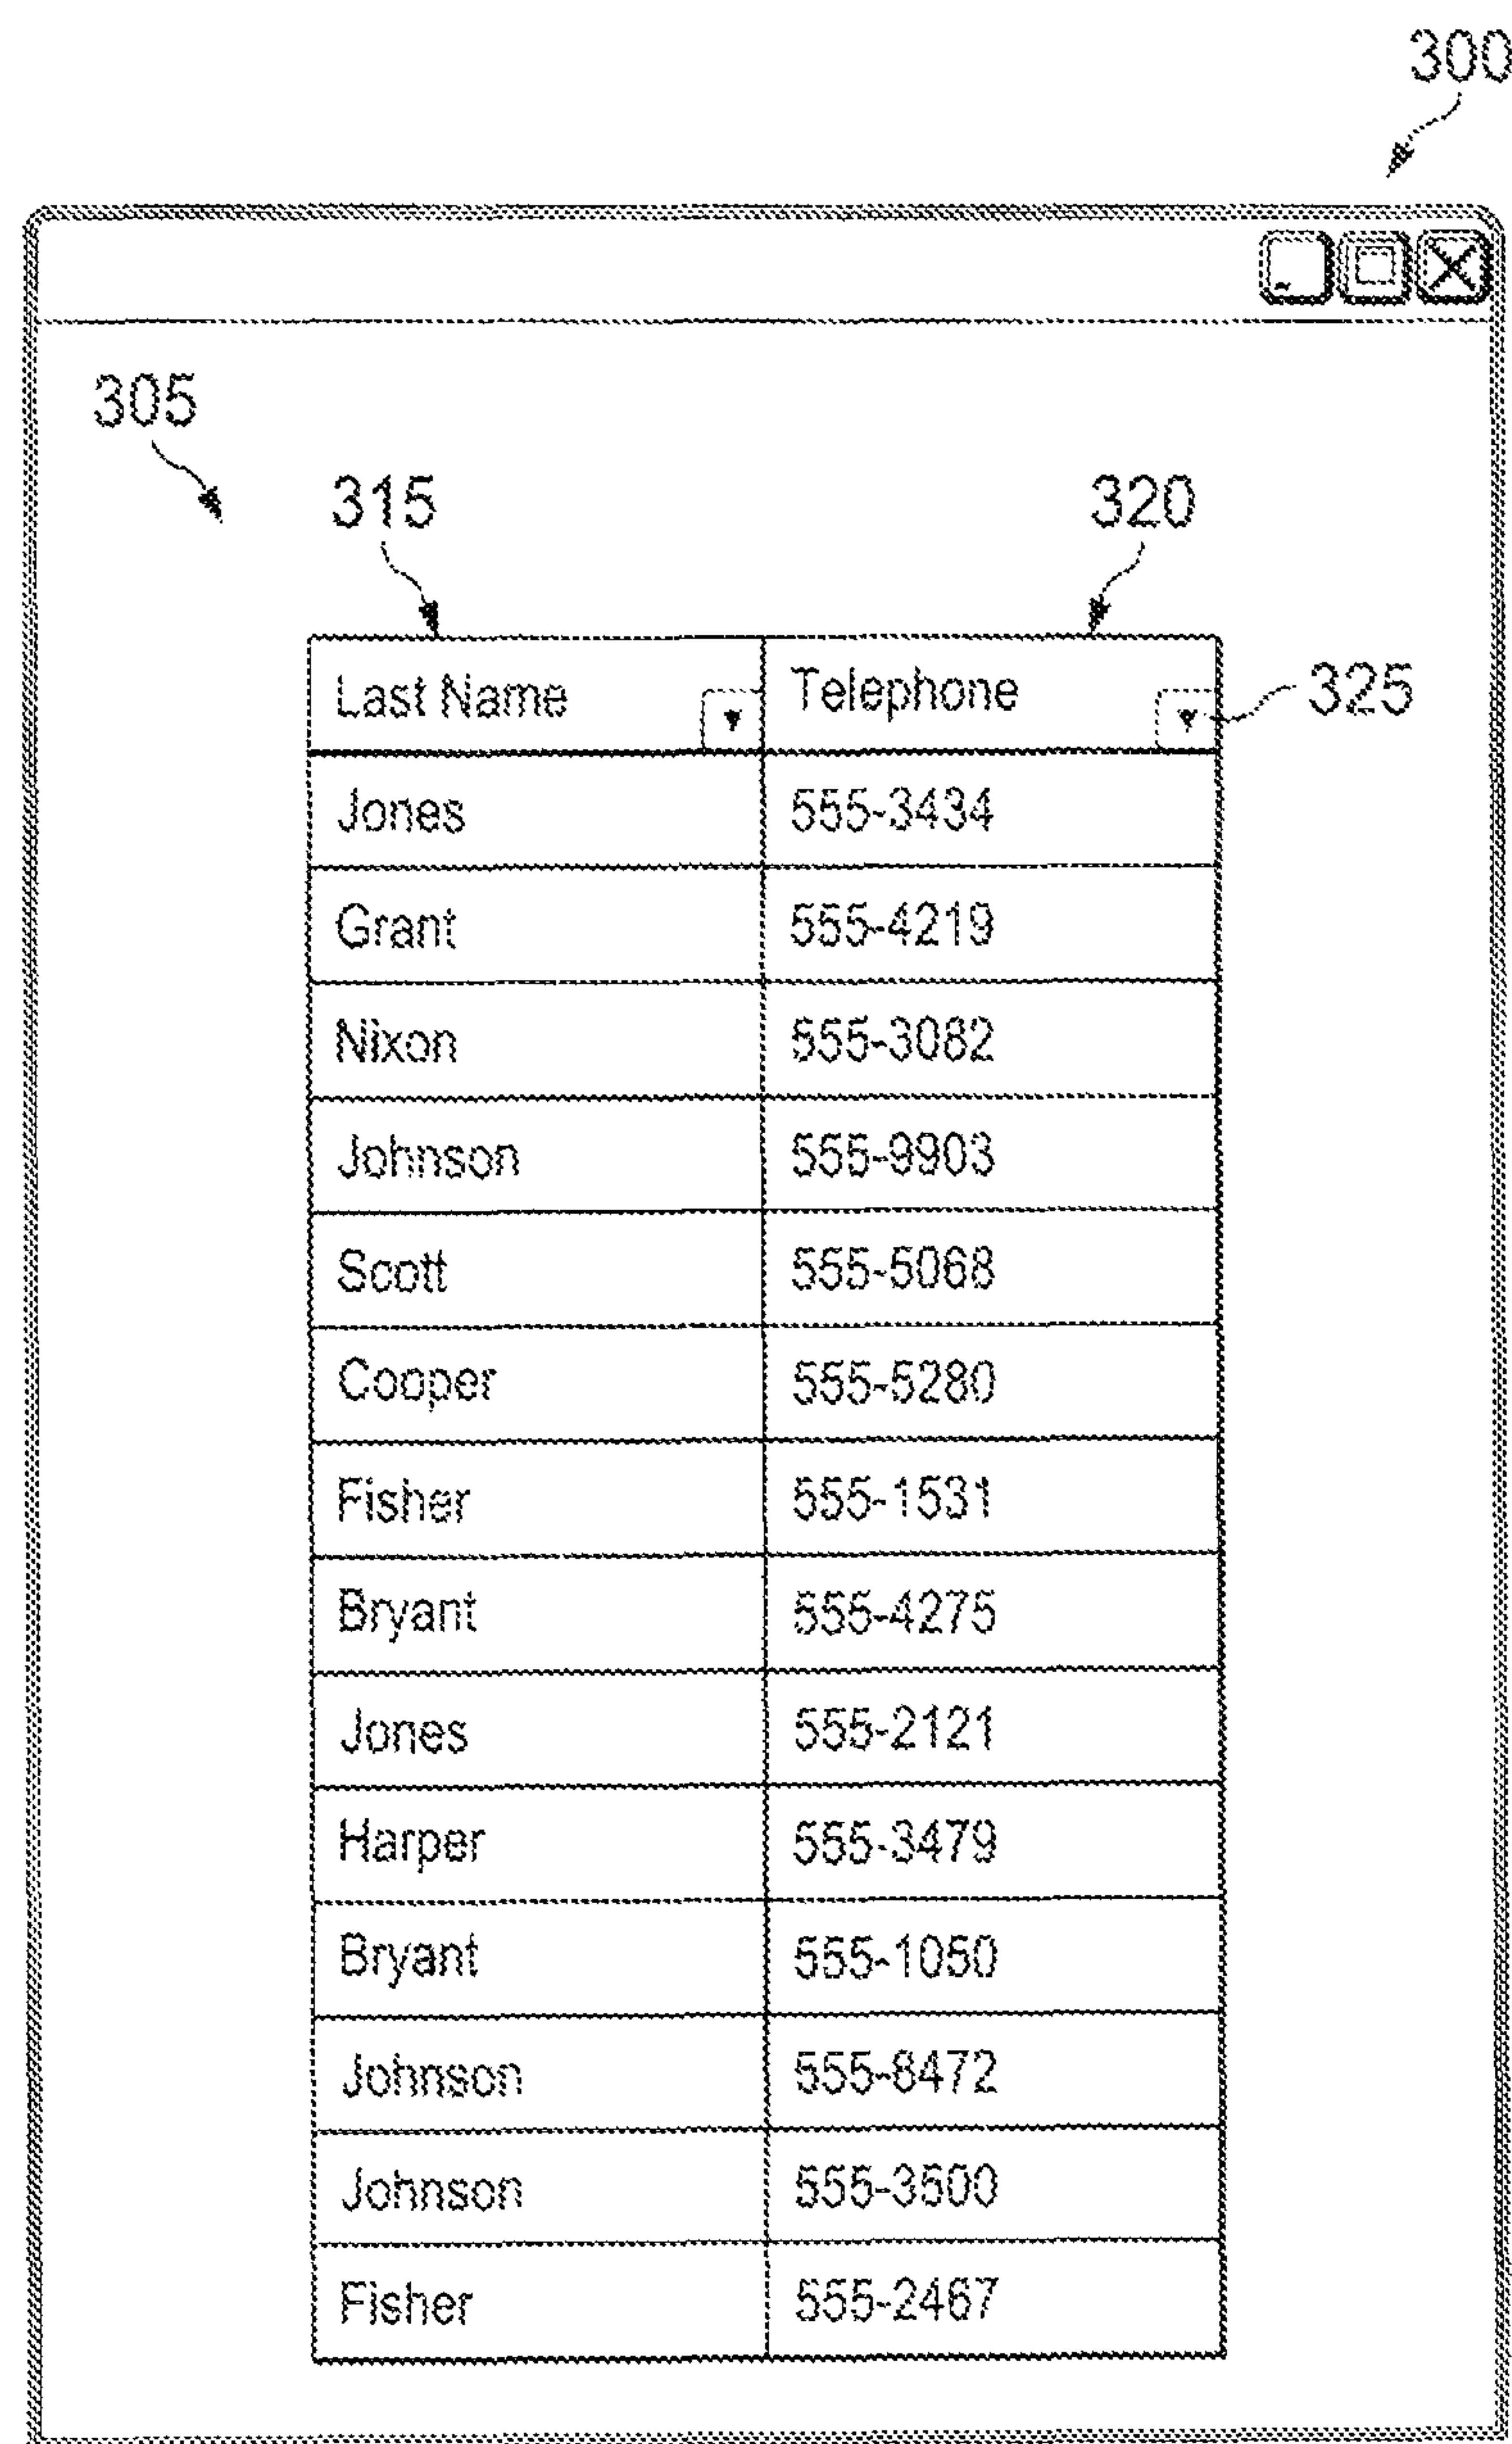 300
305
315 320
Last Name Telephone 325
Jones 555-3434
Grant 555-4219
Nixon 555-3082
Johnson 555-9903
Scott 555-5068
Cooper 555-5280
Fisher 555-1531
Bryant 555-4275
Jones 555-2121
Harper 555-3479
Bryant 555-1050
Johnson 555-8472
Johnson 555-3500
Fisher 555-2467